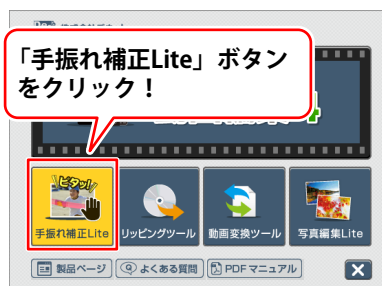 「手振れ補正Lite」ボタン
をクリック！
ピタッ!
手振れ補正Lite
リッピングツール
動画変換ツール
写真編集Lite
製品ページ
よくある質問
PDFマニュアル